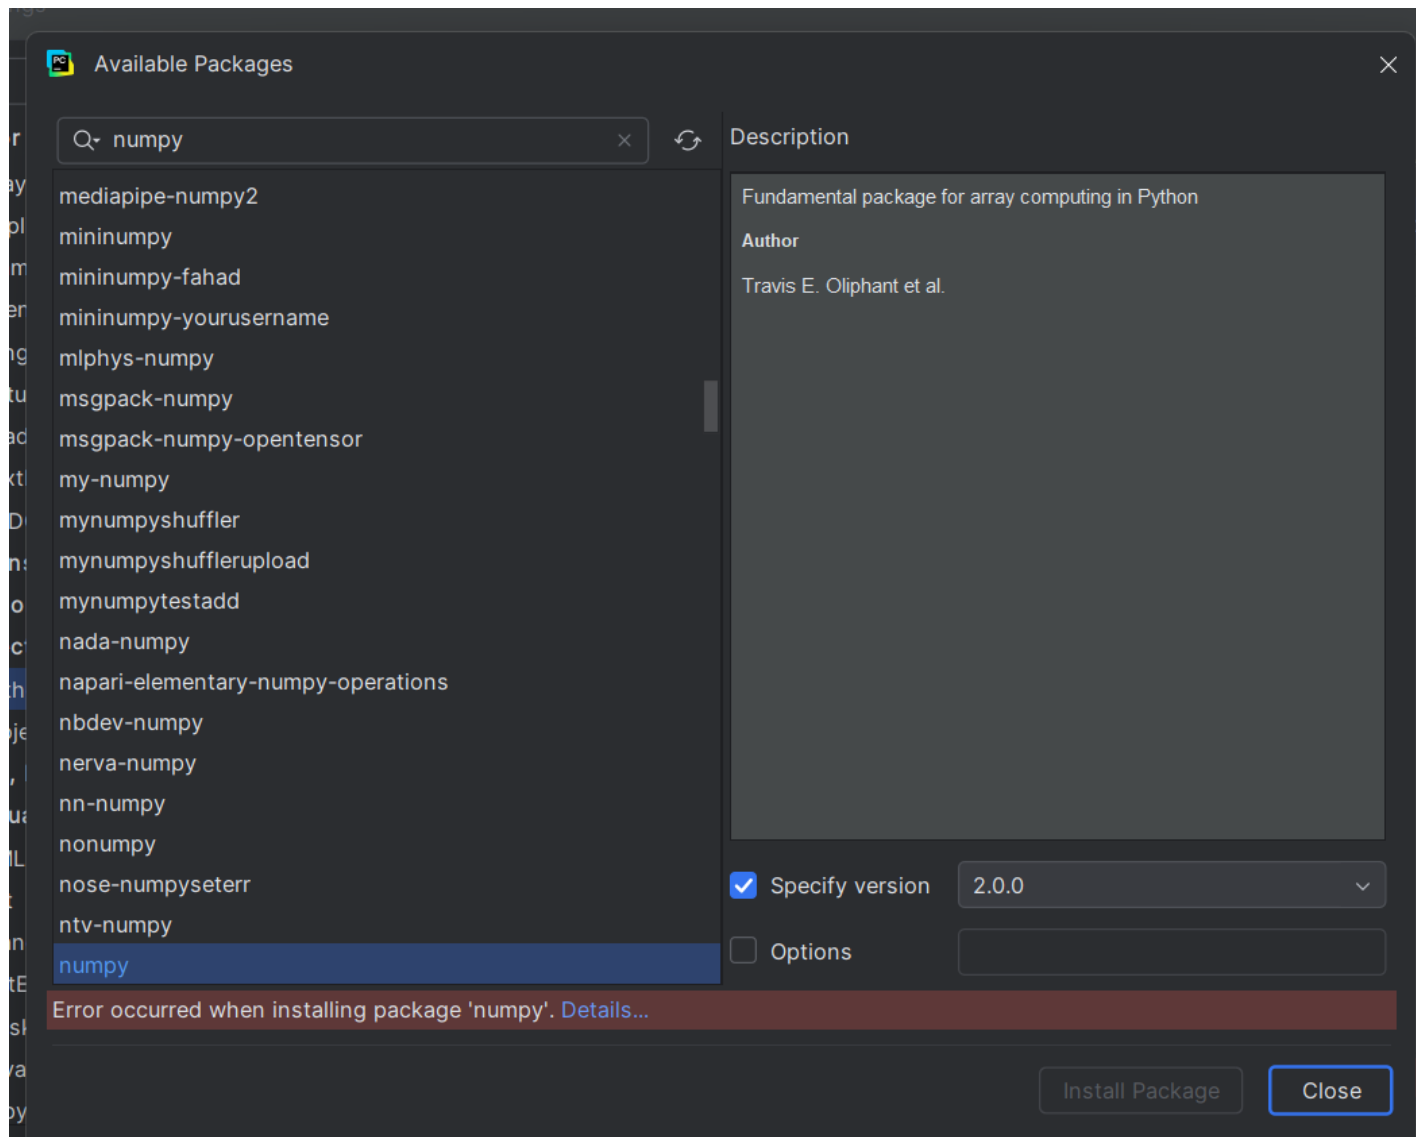 Available Packages
numpy
mediapipe-numpy2
mininumpy
mininumpy-fahad
mininumpy-yourusername
mlphys-numpy
msgpack-numpy
msgpack-numpy-opentensor
my-numpy
mynumpyshuffler
mynumpyshufflerupload
mynumpytestadd
nada-numpy
napari-elementary-numpy-operations
nbdev-numpy
nerva-numpy
nn-numpy
nonumpy
nose-numpyseterr
ntv-numpy
numpy
Description
Fundamental package for array computing in Python
Author
Travis E. Oliphant et al.
Specify version 2.0.0
Options
Error occurred when installing package 'numpy'. Details...
Install Package Close